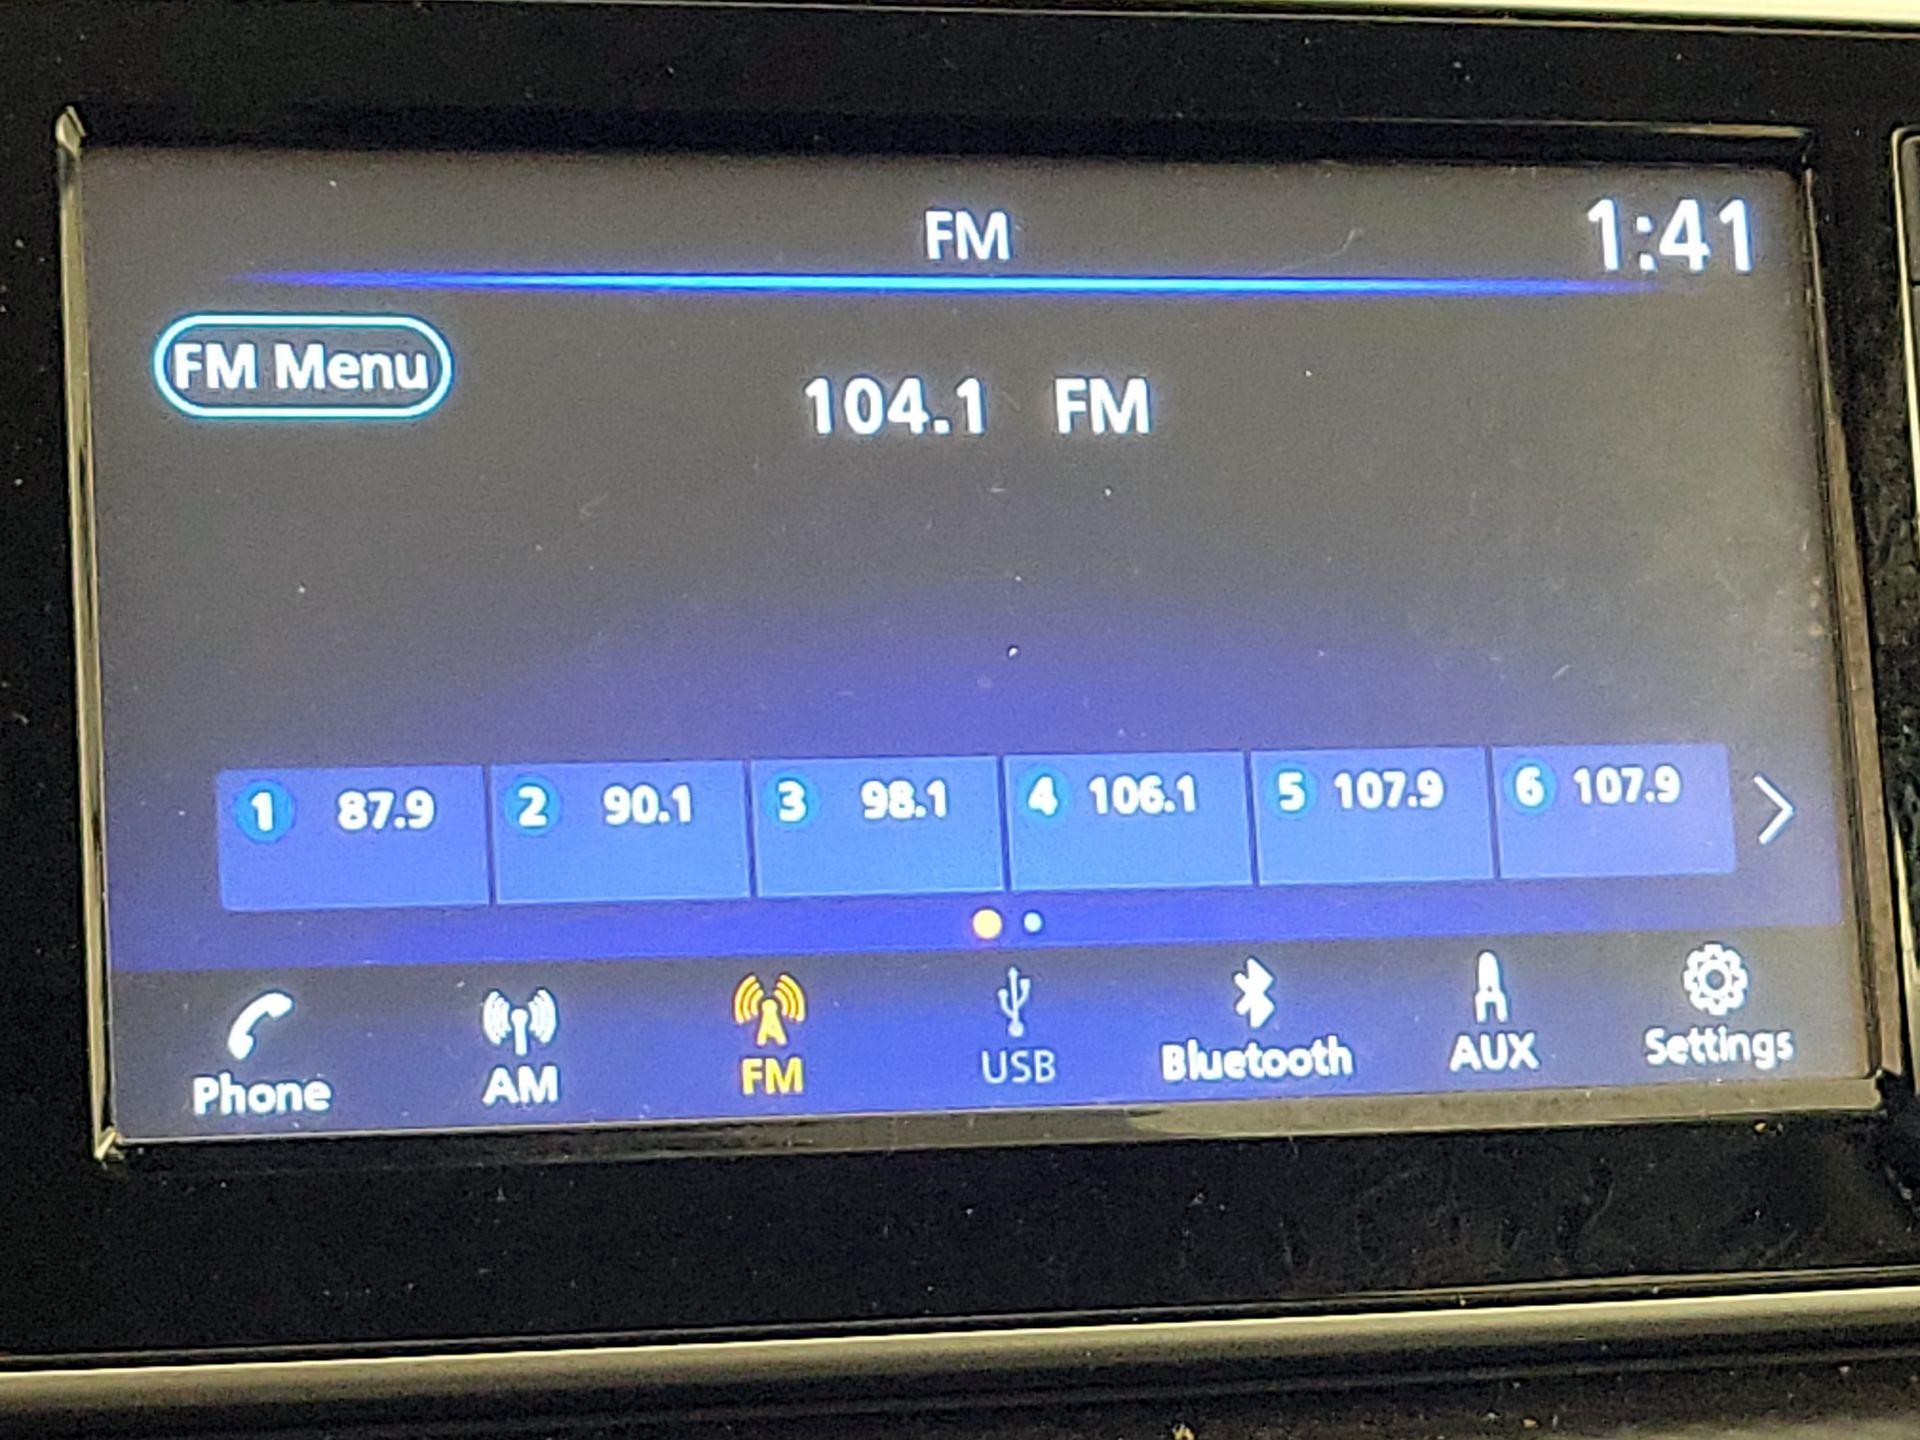 FM
1:41
FM Menu
104.1 FM
1 87.9
2 90.1
3 98.1
4 106.1
5 107.9
6 107.9
Phone
AM
FM
USB
Bluetooth
AUX
Settings